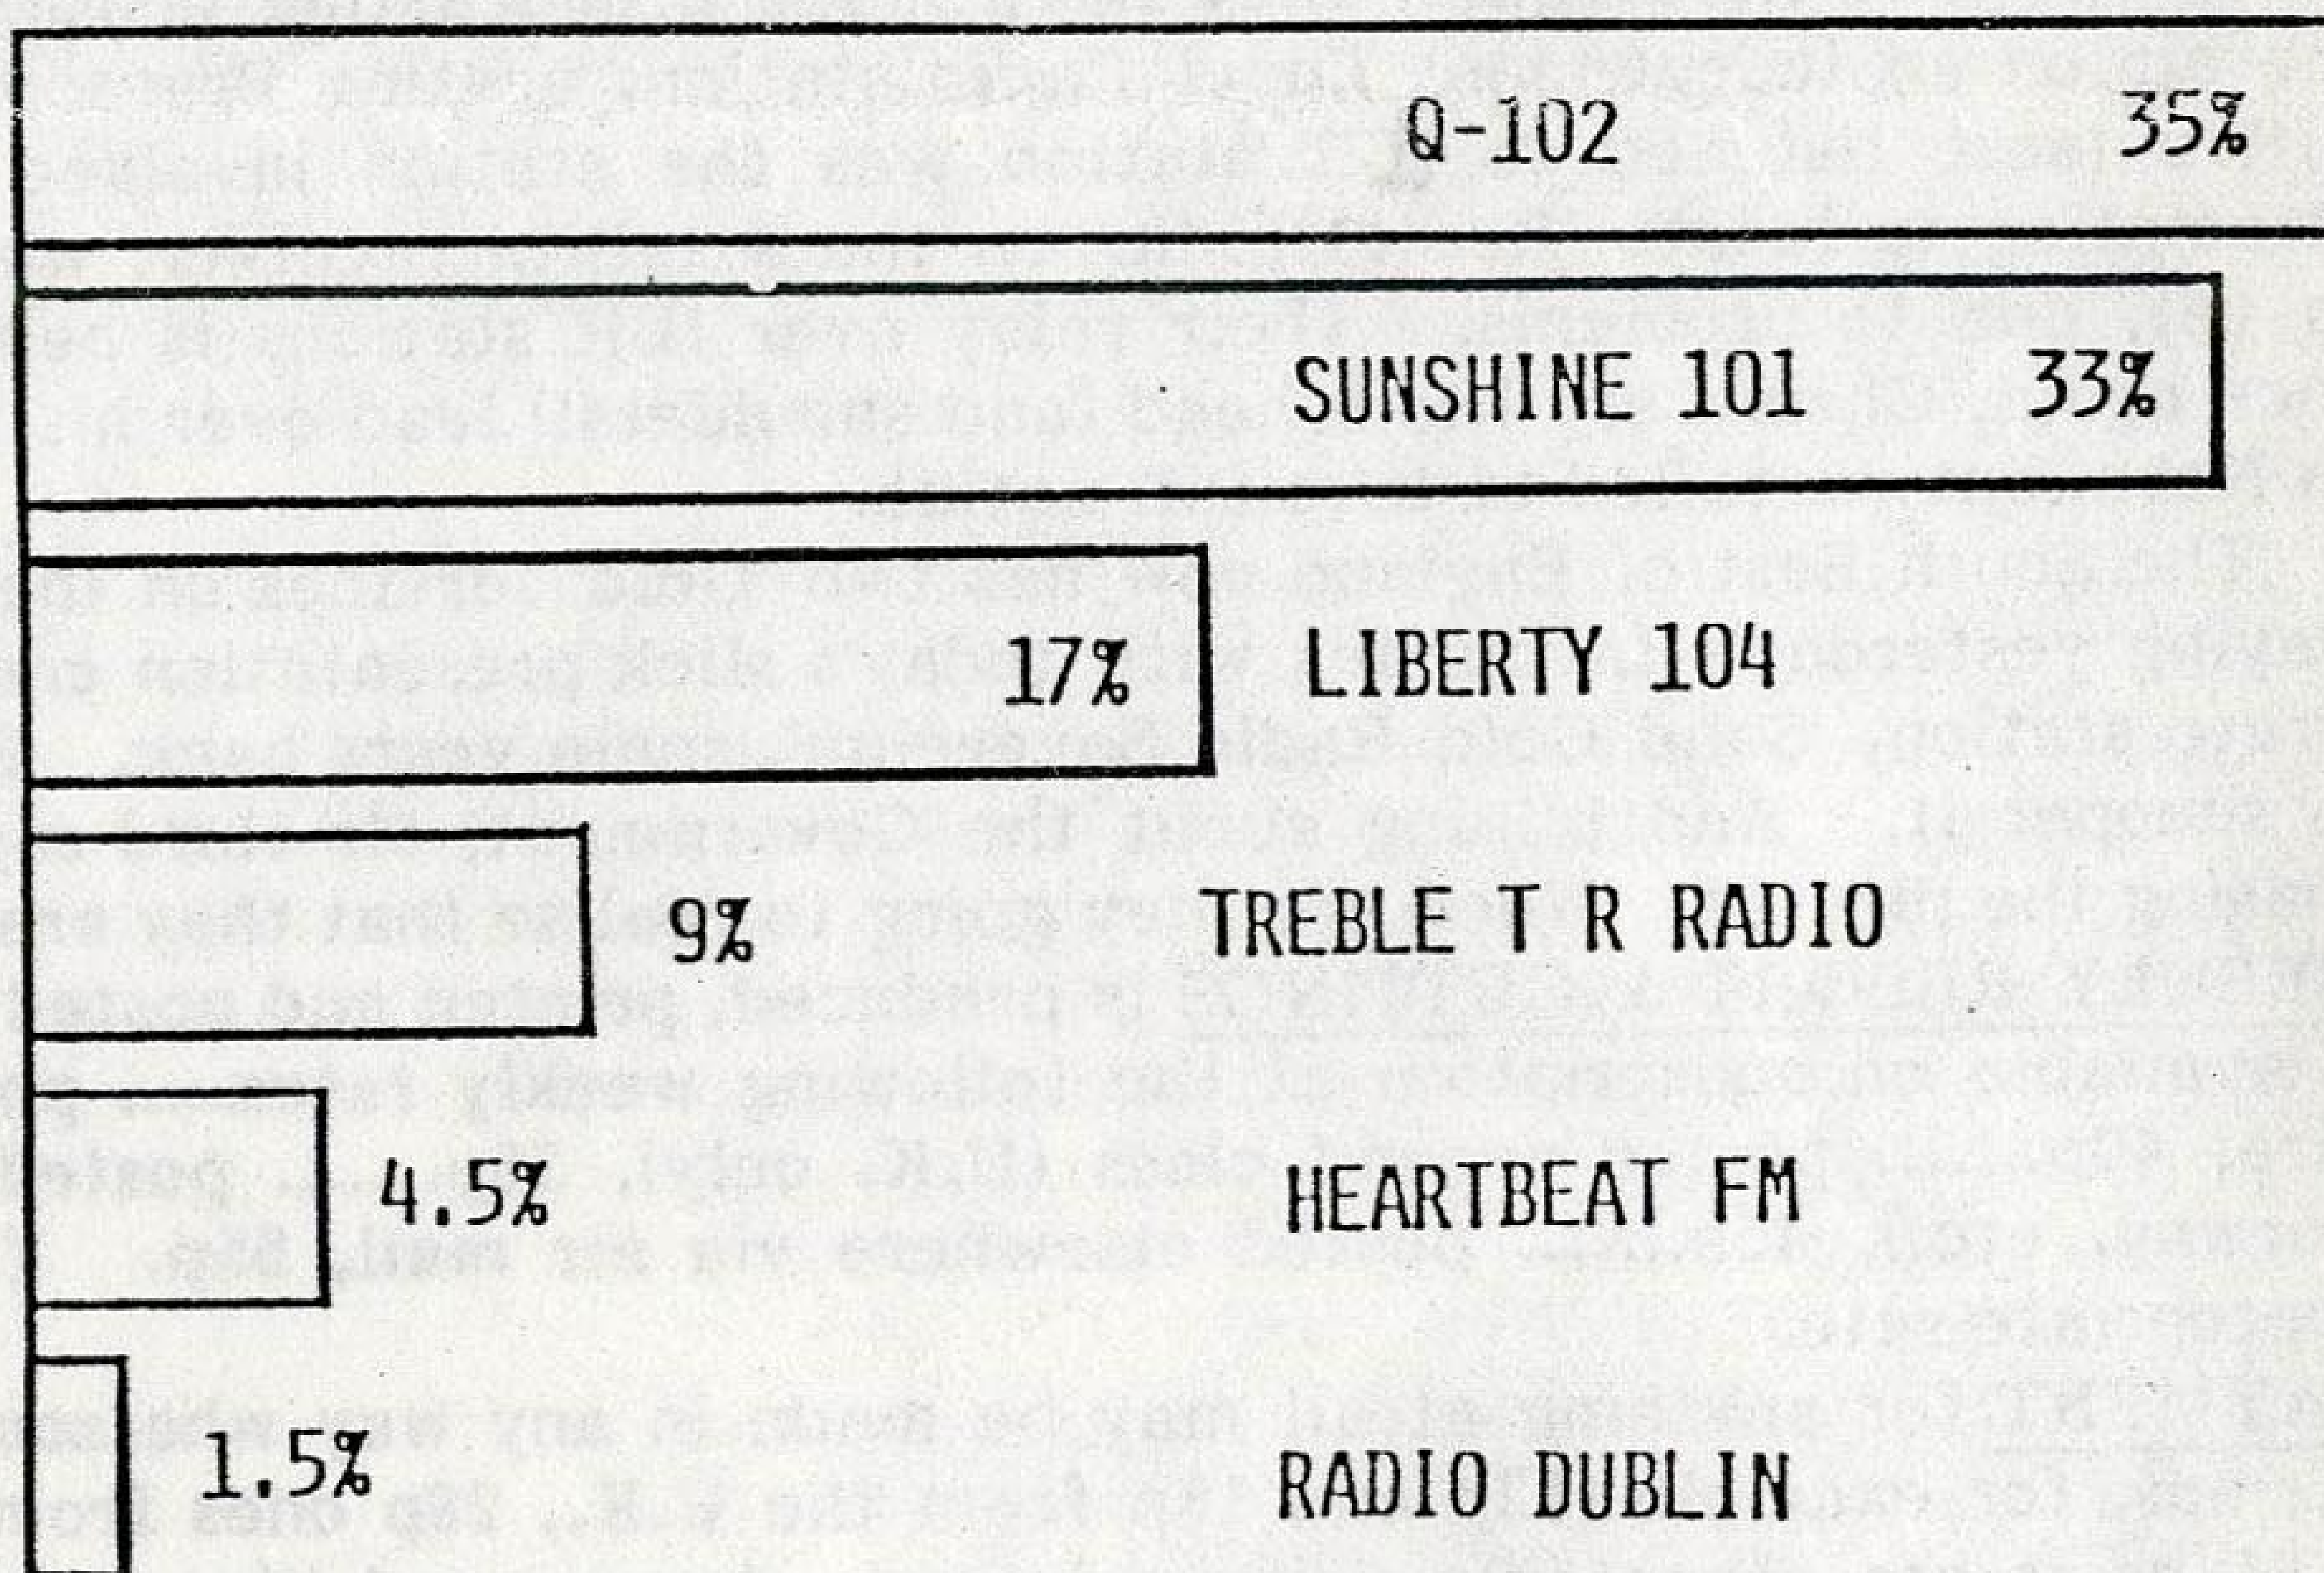 Q-102 35%
SUNSHINE 101 33%
17% LIBERTY 104
9% TREBLE T R RADIO
4.5% HEARTBEAT FM
1.5% RADIO DUBLIN